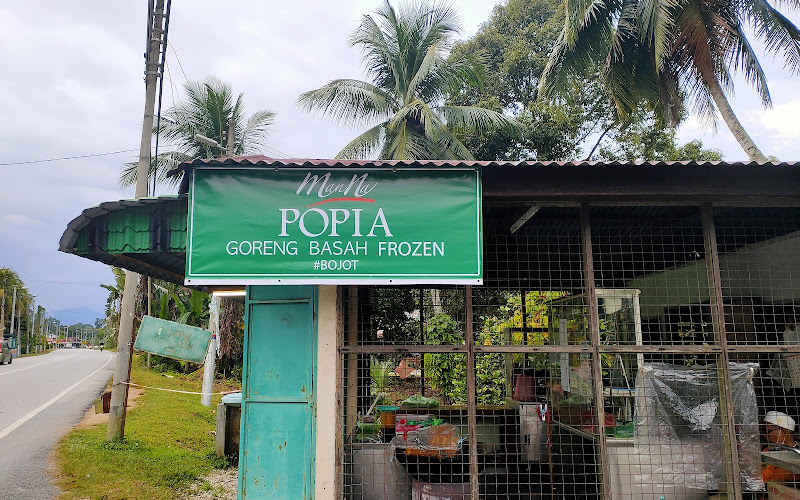 ManNa
POPIA
GORENG BASAH FROZEN
#BOJOT